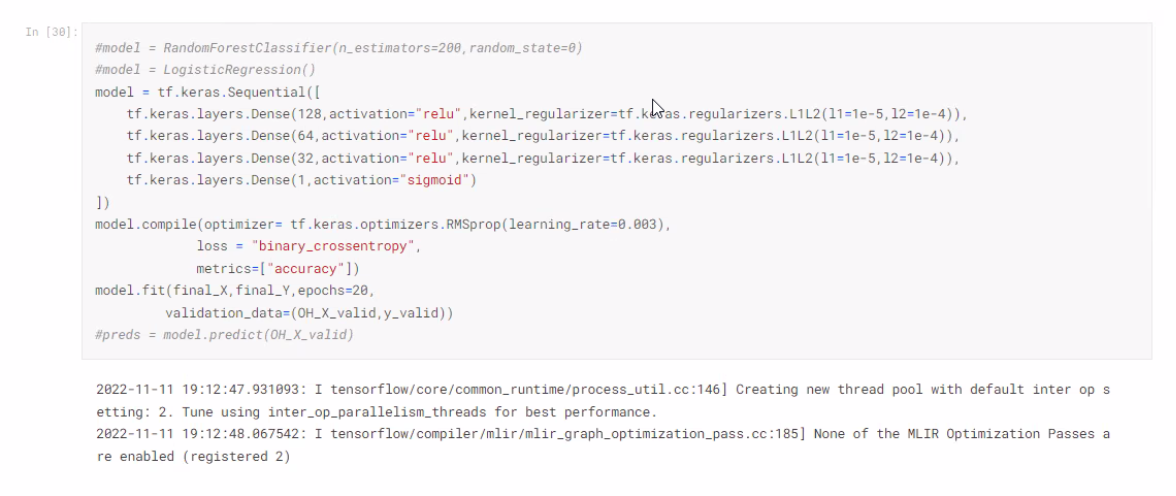 In [30]:
#model = RandomForestClassifier(n_estimators=200,random_state=0)
#model = LogisticRegression()
model = tf.keras.Sequential([
    tf.keras.layers.Dense(128,activation="relu",kernel_regularizer=tf.keras.regularizers.L1L2(l1=1e-5,l2=1e-4)),
    tf.keras.layers.Dense(64,activation="relu",kernel_regularizer=tf.keras.regularizers.L1L2(l1=1e-5,l2=1e-4)),
    tf.keras.layers.Dense(32,activation="relu",kernel_regularizer=tf.keras.regularizers.L1L2(l1=1e-5,l2=1e-4)),
    tf.keras.layers.Dense(1,activation="sigmoid")
])
model.compile(optimizer= tf.keras.optimizers.RMSprop(learning_rate=0.003),
             loss = "binary_crossentropy",
             metrics=["accuracy"])
model.fit(final_X,final_Y,epochs=20,
         validation_data=(OH_X_valid,y_valid))
#preds = model.predict(OH_X_valid)
2022-11-11 19:12:47.931093: I tensorflow/core/common_runtime/process_util.cc:146] Creating new thread pool with default inter op s
etting: 2. Tune using inter_op_parallelism_threads for best performance.
2022-11-11 19:12:48.067542: I tensorflow/compiler/mlir/mlir_graph_optimization_pass.cc:185] None of the MLIR Optimization Passes a
re enabled (registered 2)